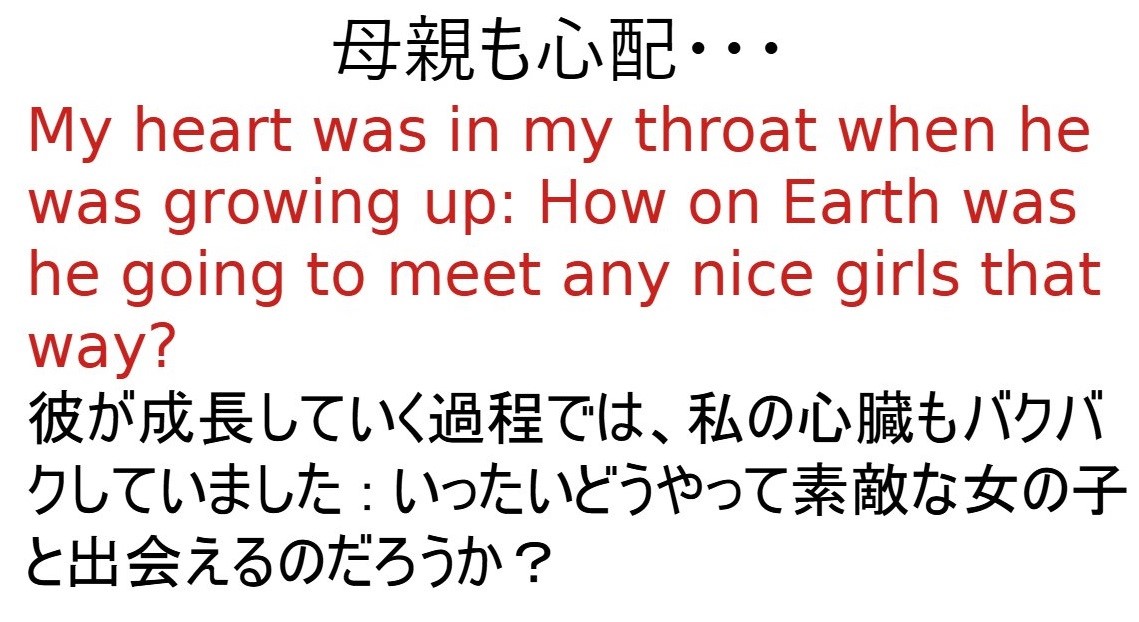 母親も心配･･･
My heart was in my throat when he
was growing up: How on Earth was
he going to meet any nice girls that
way?
彼が成長していく過程では、私の心臓もバクバ
クしていました：いったいどうやって素敵な女の子
と出会えるのだろうか？